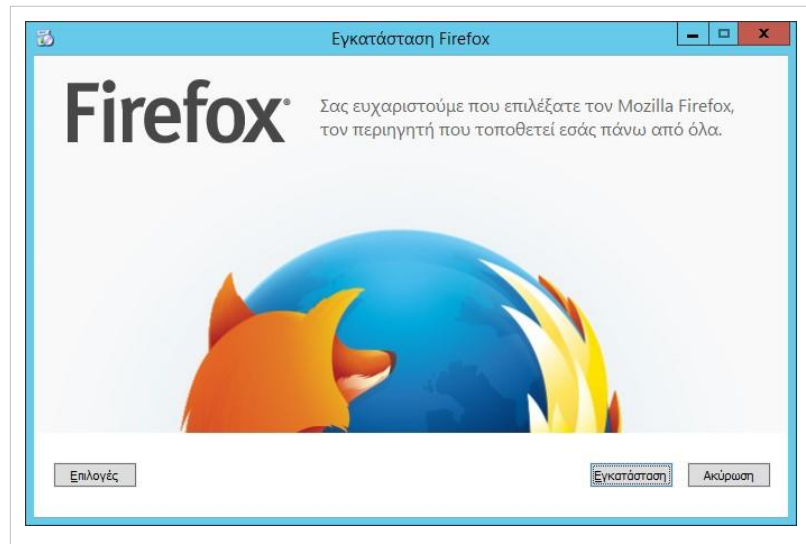 Εγκατάσταση Firefox
Firefox
Σας ευχαριστούμε που επιλέξατε τον Mozilla Firefox,
τον περιηγητή που τοποθετεί εσάς πάνω από όλα.
Επιλογές
Εγκατάσταση
Ακύρωση